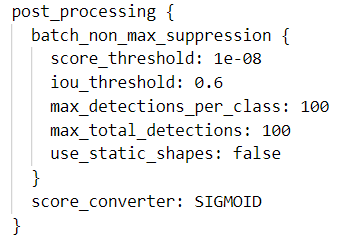 post_processing {
  batch_non_max_suppression {
    score_threshold: 1e-08
    iou_threshold: 0.6
    max_detections_per_class: 100
    max_total_detections: 100
    use_static_shapes: false
  }
  score_converter: SIGMOID
}